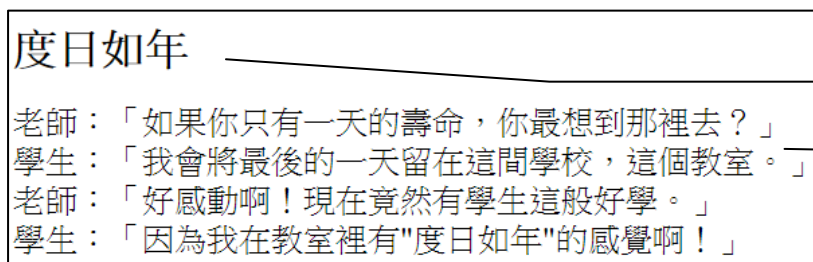 度日如年
老師：「如果你只有一天的壽命，你最想到那裡去？」
學生：「我會將最後的一天留在這間學校，這個教室。」
老師：「好感動啊！現在竟然有學生這般好學。」
學生：「因為我在教室裡有"度日如年"的感覺啊！」